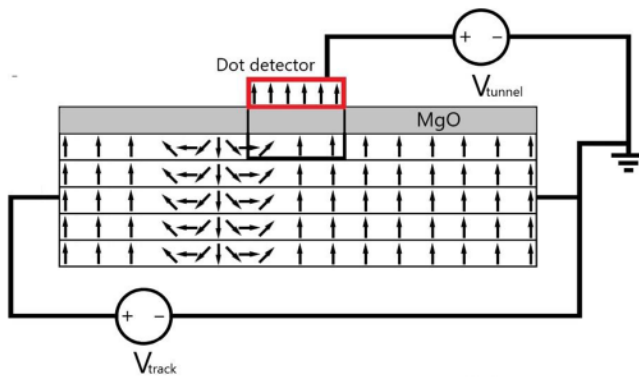 Dot detector
+ −
Vtunnel
MgO
+ −
Vtrack